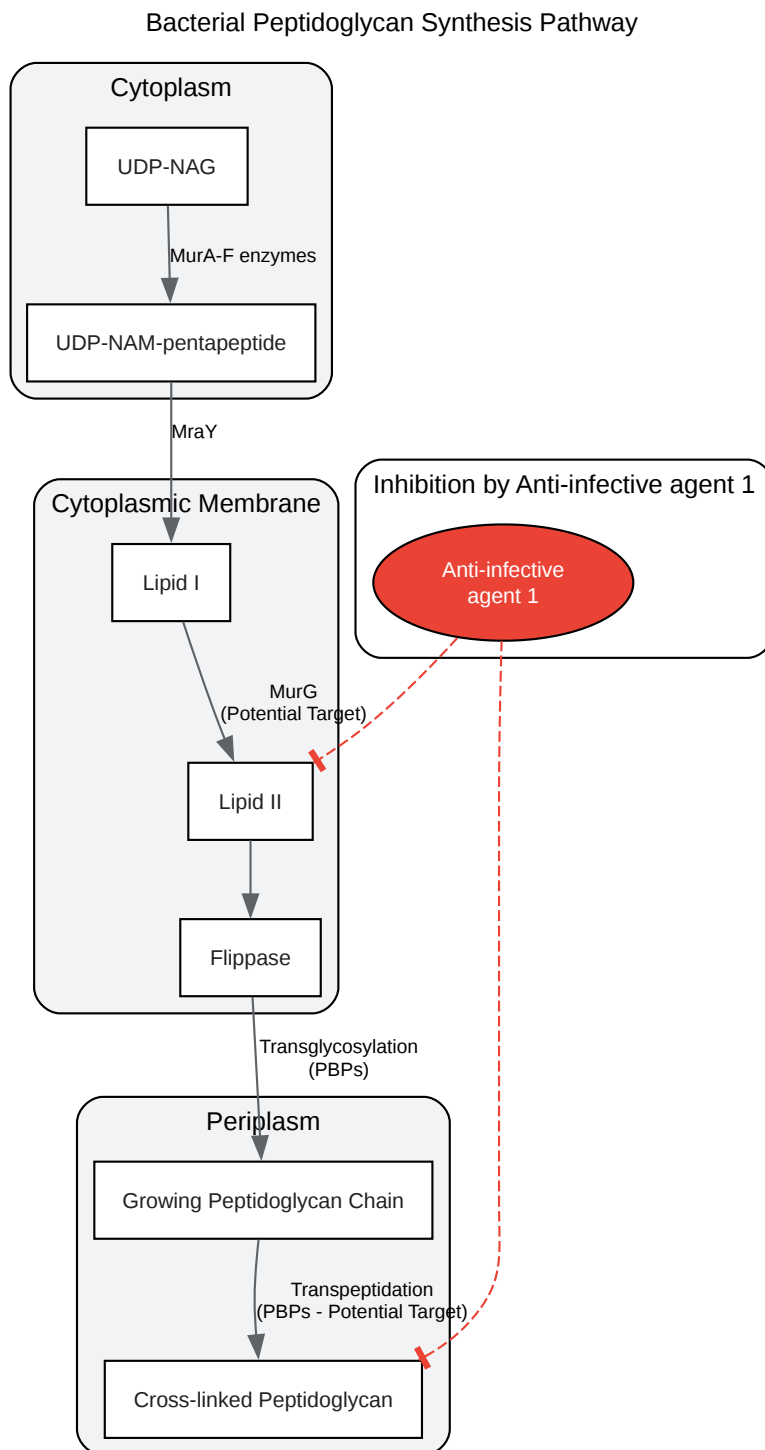 Bacterial Peptidoglycan Synthesis Pathway
Cytoplasm
UDP-NAG
MurA-F enzymes
UDP-NAM-pentapeptide
MraY
Cytoplasmic Membrane
Lipid I
MurG
(Potential Target)
Lipid II
Flippase
Inhibition by Anti-infective agent 1
Anti-infective
agent 1
Transglycosylation
(PBPs)
Periplasm
Growing Peptidoglycan Chain
Transpeptidation
(PBPs - Potential Target)
Cross-linked Peptidoglycan